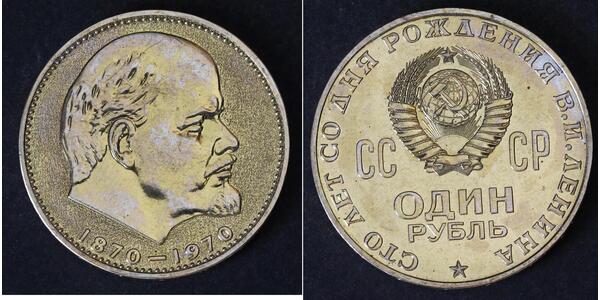 1870-1970
СТО ЛЕТ СО ДНЯ РОЖДЕНИЯ В.И.ЛЕНИНА
СС СР
ОДИН
РУБЛЬ